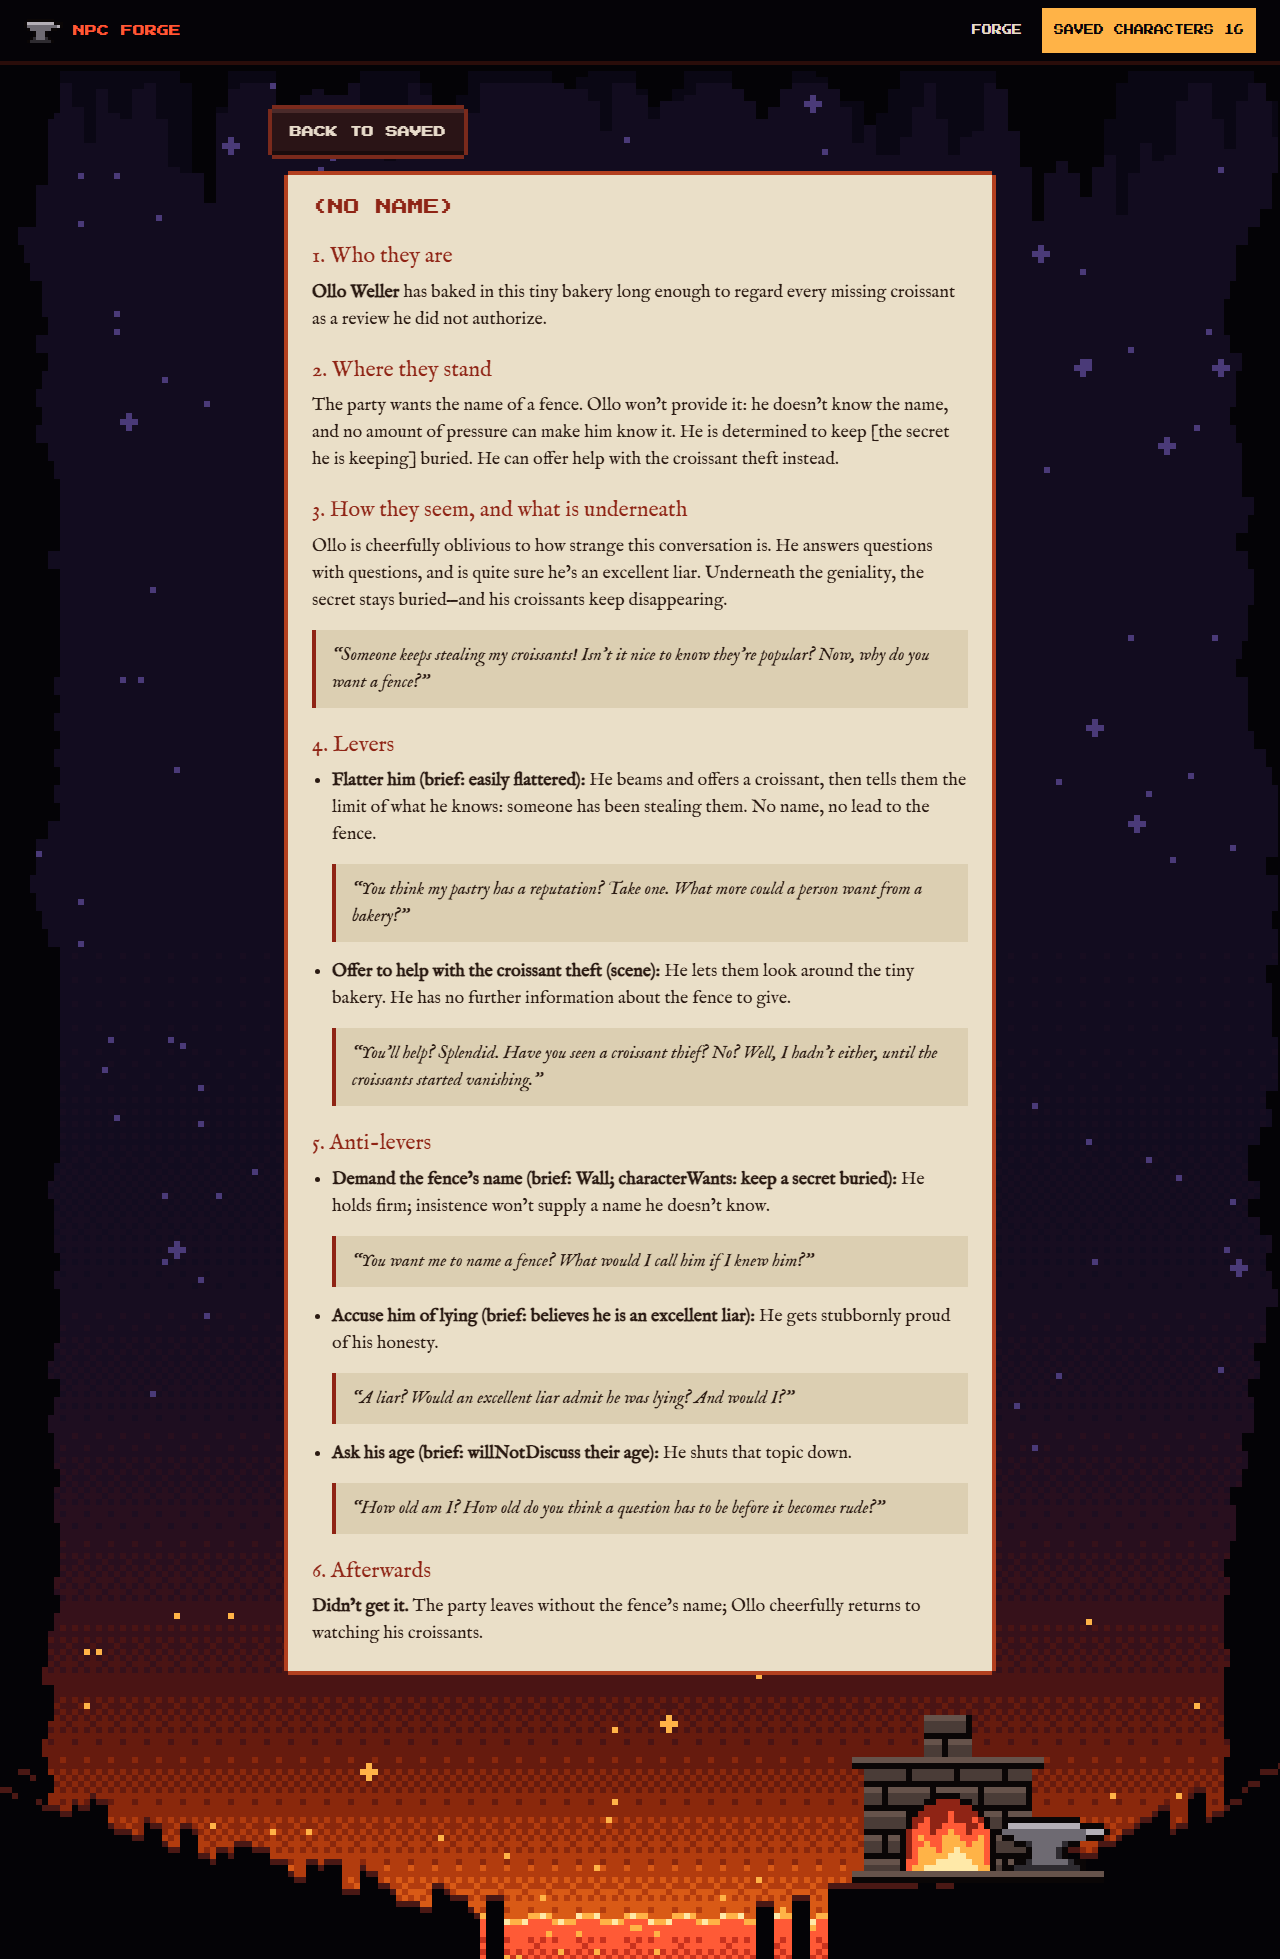 NPC FORGE
FORGE
SAVED CHARACTERS 16
BACK TO SAVED
(NO NAME)
1. Who they are
Ollo Weller has baked in this tiny bakery long enough to regard every missing croissant
as a review he did not authorize.
2. Where they stand
The party wants the name of a fence. Ollo won’t provide it: he doesn’t know the name,
and no amount of pressure can make him know it. He is determined to keep [the secret
he is keeping] buried. He can offer help with the croissant theft instead.
3. How they seem, and what is underneath
Ollo is cheerfully oblivious to how strange this conversation is. He answers questions
with questions, and is quite sure he’s an excellent liar. Underneath the geniality, the
secret stays buried—and his croissants keep disappearing.
“Someone keeps stealing my croissants! Isn’t it nice to know they’re popular? Now, why do you
want a fence?”
4. Levers
• Flatter him (brief: easily flattered): He beams and offers a croissant, then tells them the
limit of what he knows: someone has been stealing them. No name, no lead to the
fence.
“You think my pastry has a reputation? Take one. What more could a person want from a
bakery?”
• Offer to help with the croissant theft (scene): He lets them look around the tiny
bakery. He has no further information about the fence to give.
“You’ll help? Splendid. Have you seen a croissant thief? No? Well, I hadn’t either, until the
croissants started vanishing.”
5. Anti-levers
• Demand the fence’s name (brief: Wall; characterWants: keep a secret buried): He
holds firm; insistence won’t supply a name he doesn’t know.
“You want me to name a fence? What would I call him if I knew him?”
• Accuse him of lying (brief: believes he is an excellent liar): He gets stubbornly proud
of his honesty.
“A liar? Would an excellent liar admit he was lying? And would I?”
• Ask his age (brief: willNotDiscuss their age): He shuts that topic down.
“How old am I? How old do you think a question has to be before it becomes rude?”
6. Afterwards
Didn’t get it. The party leaves without the fence’s name; Ollo cheerfully returns to
watching his croissants.